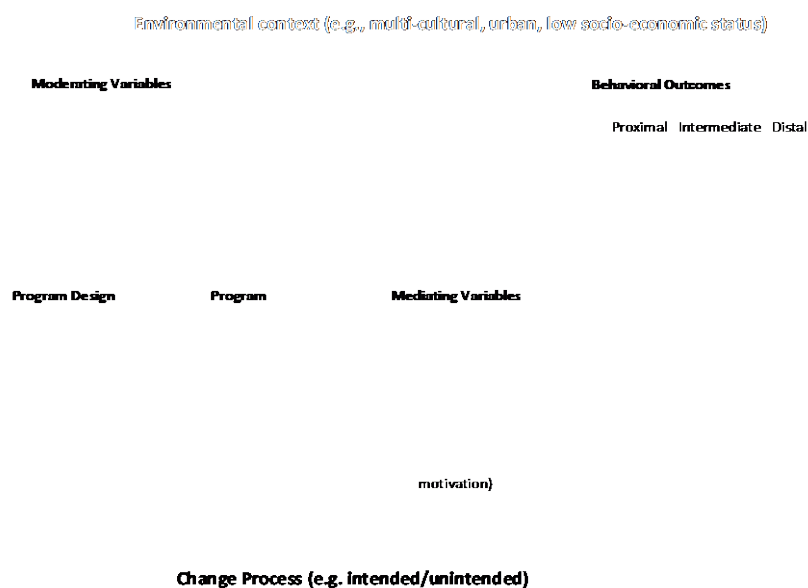 Environmental context (e.g., multi-cultural, urban, low socio-economic status)
Moderating Variables
Behavioral Outcomes
Proximal Intermediate Distal
Program Design
Program
Mediating Variables
motivation)
Change Process (e.g. intended/unintended)